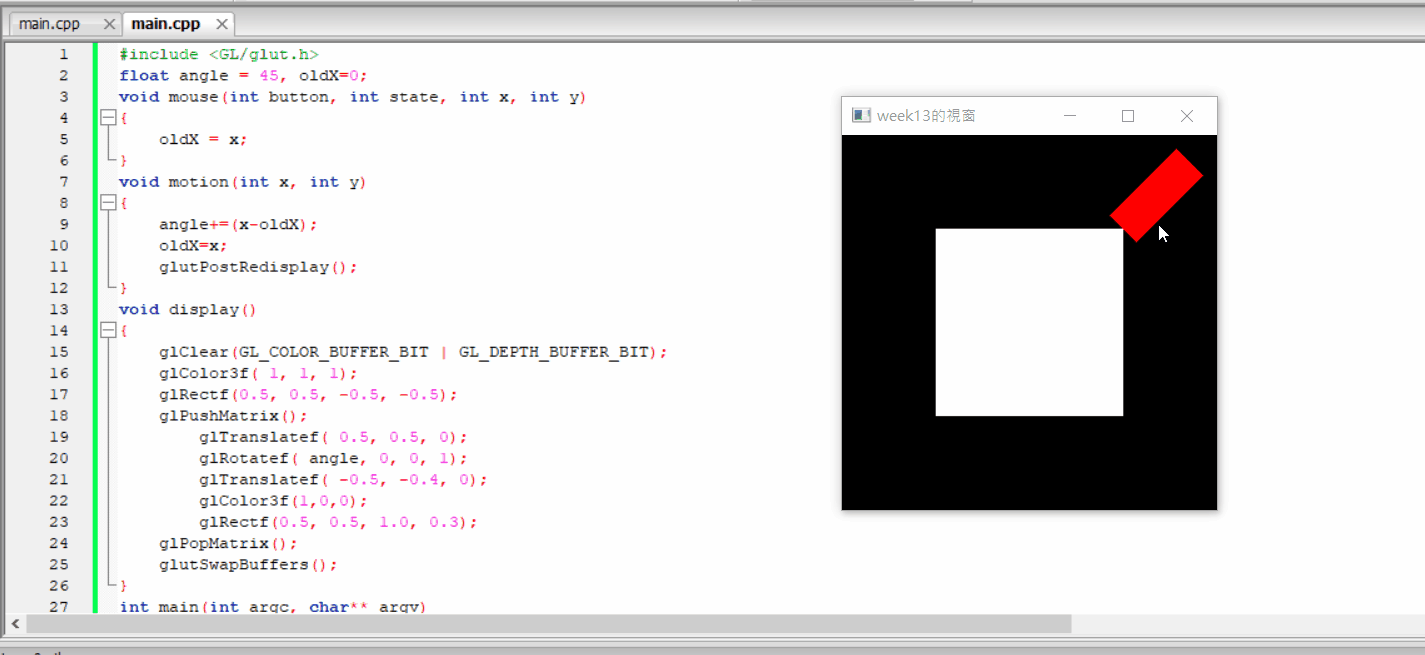 main.cpp
main.cpp
1 #include <GL/glut.h>
2 float angle = 45, oldX=0;
3 void mouse(int button, int state, int x, int y)
4 {
5 oldX = x;
6 }
7 void motion(int x, int y)
8 {
9 angle+=(x-oldX);
10 oldX=x;
11 glutPostRedisplay();
12 }
13 void display()
14 {
15 glClear(GL_COLOR_BUFFER_BIT | GL_DEPTH_BUFFER_BIT);
16 glColor3f( 1, 1, 1);
17 glRectf(0.5, 0.5, -0.5, -0.5);
18 glPushMatrix();
19 glTranslatef( 0.5, 0.5, 0);
20 glRotatef( angle, 0, 0, 1);
21 glTranslatef( -0.5, -0.4, 0);
22 glColor3f(1,0,0);
23 glRectf(0.5, 0.5, 1.0, 0.3);
24 glPopMatrix();
25 glutSwapBuffers();
26 }
27 int main(int argc, char** argv)
week13的視窗